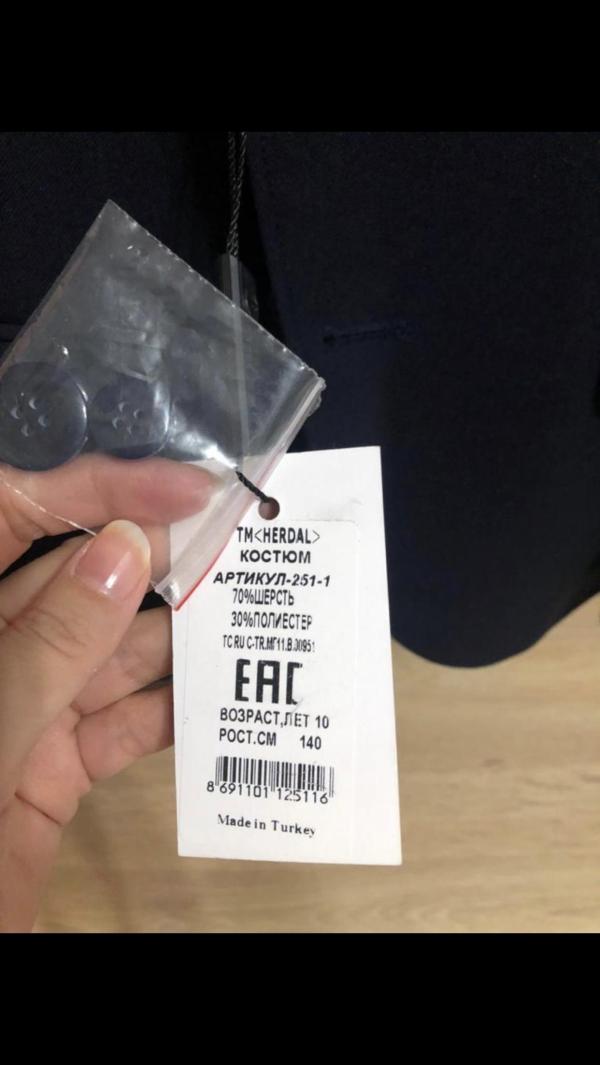 TM<HERDAL>
КОСТЮМ
АРТИКУЛ-251-1
70%ШЕРСТЬ
30%ПОЛИЕСТЕР
TC RU C-TR.МГ11.B.00951
EAC
ВОЗРАСТ,ЛЕТ 10
РОСТ.СМ 140
8 691101 125116
Made in Turkey